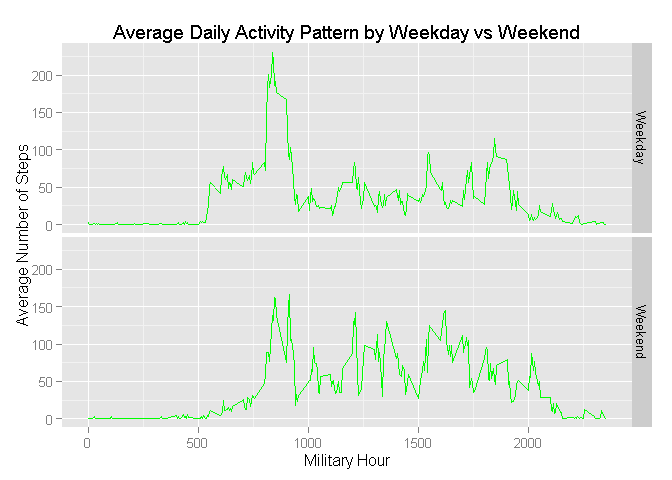 Average Daily Activity Pattern by Weekday vs Weekend
Average Number of Steps
200
150
100
50
0
Weekday
200
150
100
50
0
Weekend
0 500 1000 1500 2000
Military Hour